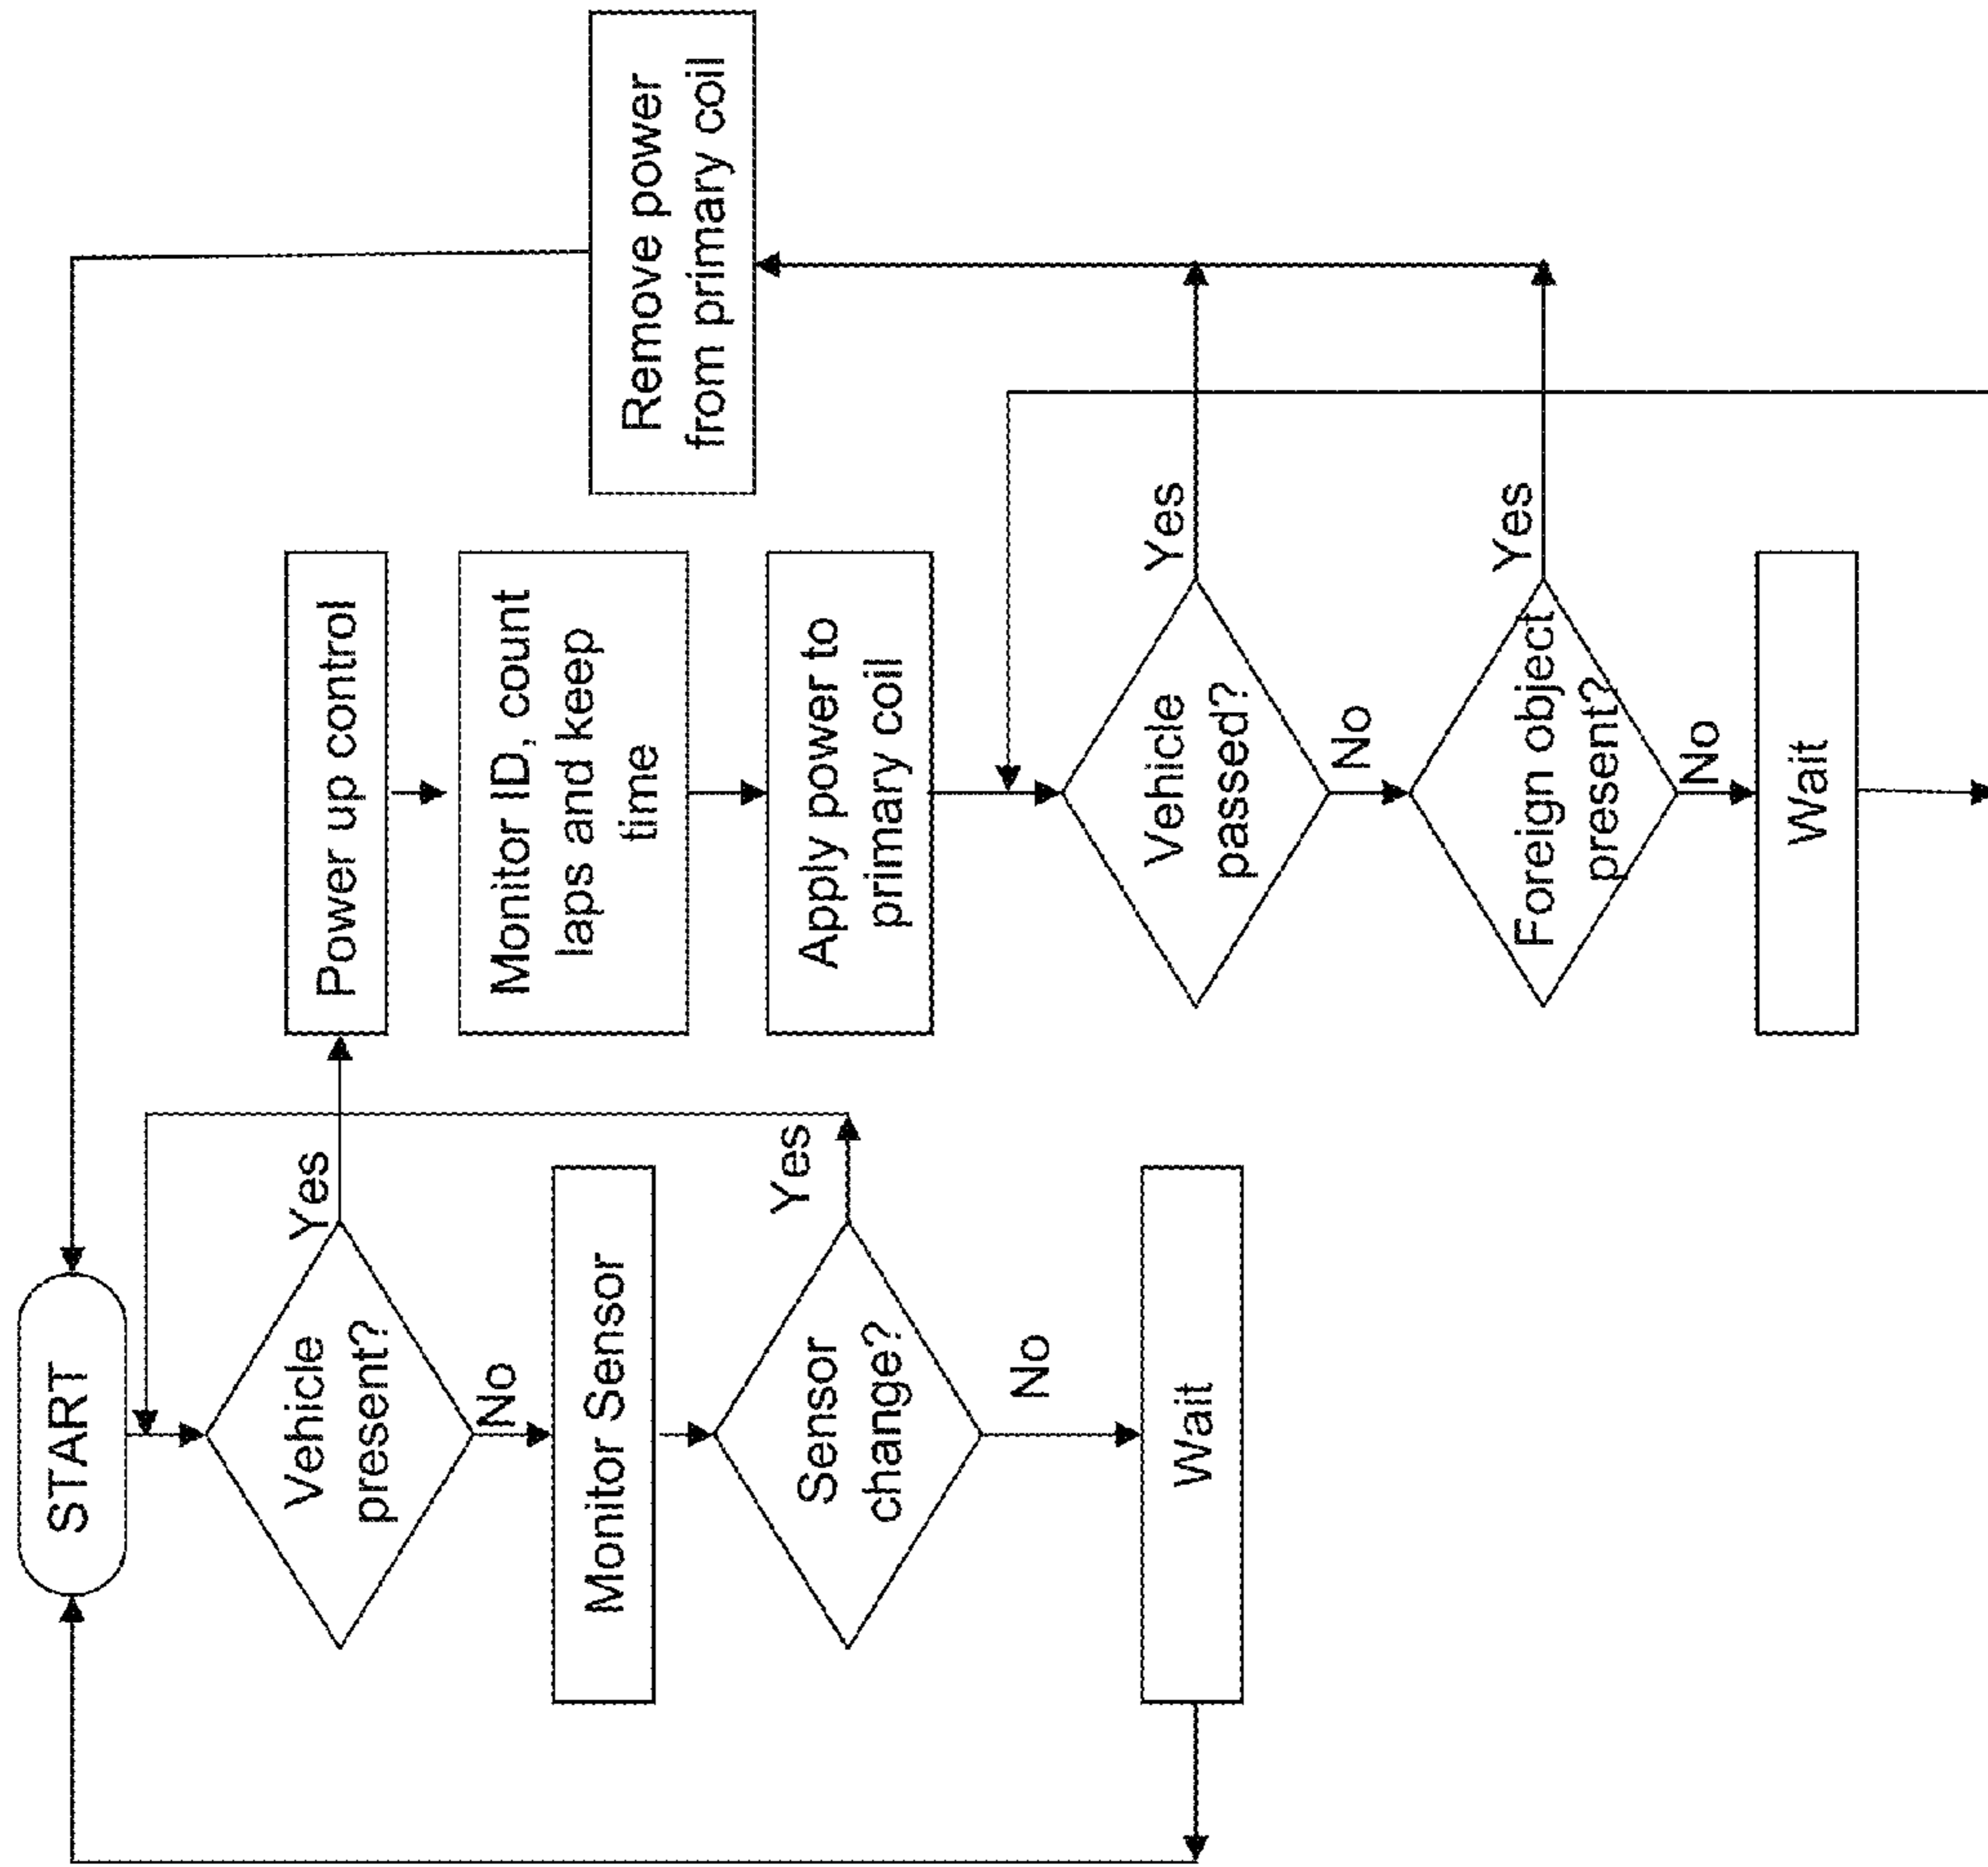 START
Vehicle
present?
Yes
No
Monitor Sensor
Sensor
change?
Yes
No
Wait
Power up control
Monitor ID, count
laps and keep
time
Apply power to
primary coil
Vehicle
passed?
Yes
No
Foreign object
present?
Yes
No
Wait
Remove power
from primary coil